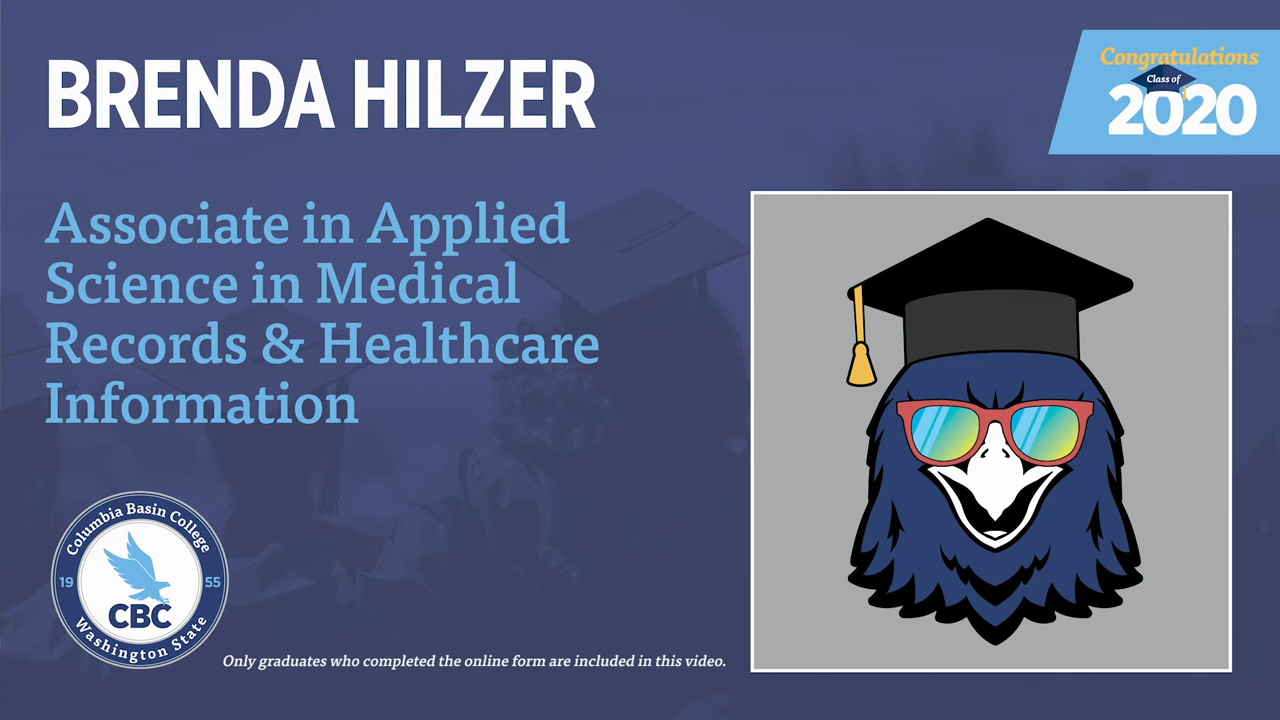 BRENDA HILZER
Congratulations
Class of
2020
Associate in Applied
Science in Medical
Records & Healthcare
Information
Columbia Basin College
19 55
CBC
Washington State
Only graduates who completed the online form are included in this video.